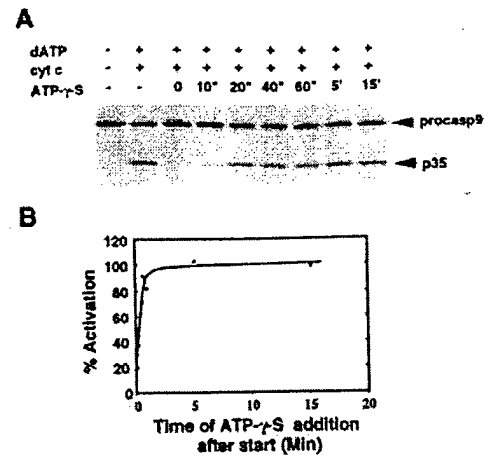 A
dATP - + + + + + + + +
cyt c - + + + + + + + +
ATP-γ-S - - 0 10" 20" 40" 60" 5' 15'
procasp9
p35
B
120
100
80
60
40
20
0
% Activation
0 5 10 15 20
Time of ATP-γ-S addition
after start (Min)